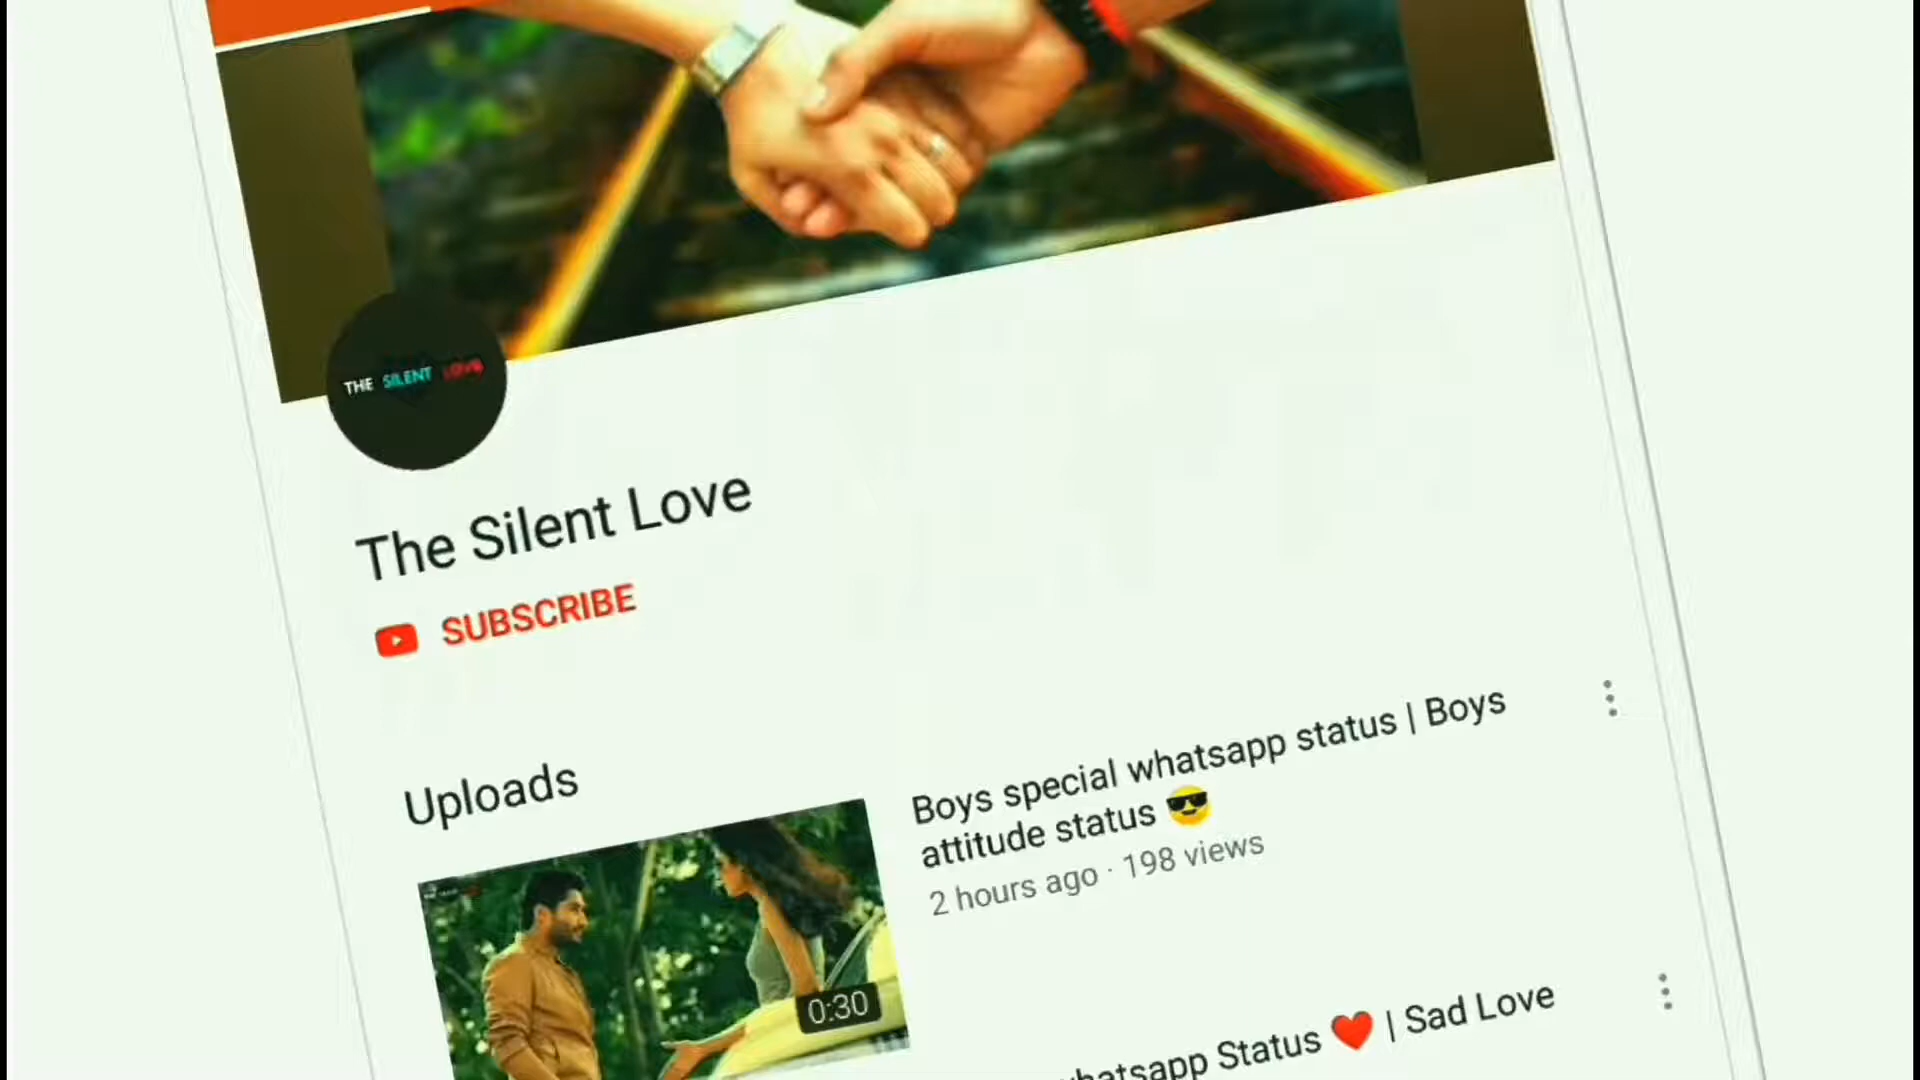 THE SILENT LOVE
The Silent Love
SUBSCRIBE
Uploads
Boys special whatsapp status | Boys
attitude status 😎
2 hours ago · 198 views
0:30
Status ❤️ | Sad Love